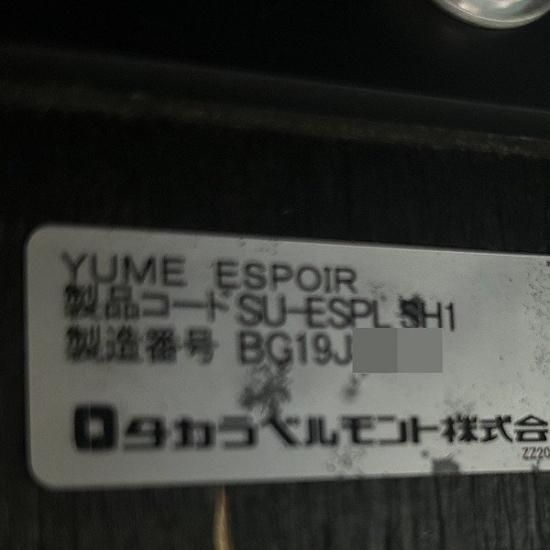 YUME ESPOIR
製品コード SU-ESPL SH1
製造番号 BG19J
タカラベルモント株式会
ZZ20